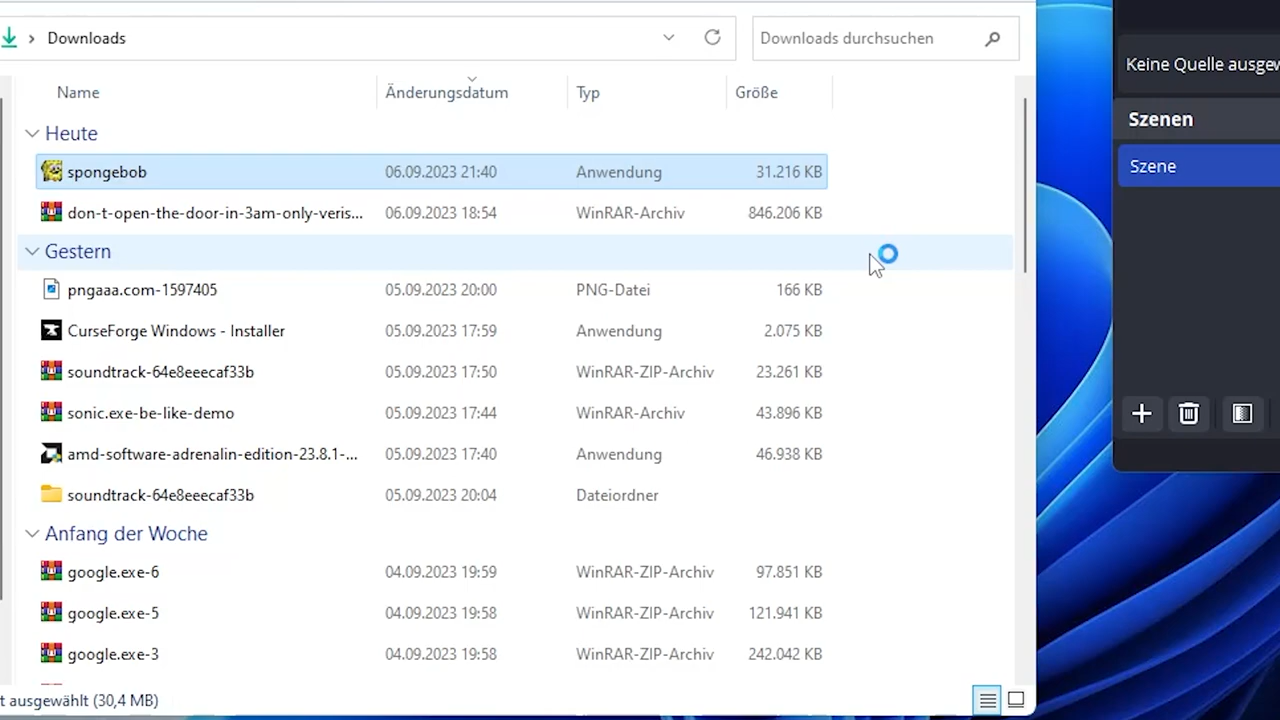 Downloads
Downloads durchsuchen
Name Änderungsdatum Typ Größe
Heute
spongebob 06.09.2023 21:40 Anwendung 31.216 KB
don-t-open-the-door-in-3am-only-veris... 06.09.2023 18:54 WinRAR-Archiv 846.206 KB
Gestern
pngaaa.com-1597405 05.09.2023 20:00 PNG-Datei 166 KB
CurseForge Windows - Installer 05.09.2023 17:59 Anwendung 2.075 KB
soundtrack-64e8eeecaf33b 05.09.2023 17:50 WinRAR-ZIP-Archiv 23.261 KB
sonic.exe-be-like-demo 05.09.2023 17:44 WinRAR-Archiv 43.896 KB
amd-software-adrenalin-edition-23.8.1-... 05.09.2023 17:40 Anwendung 46.938 KB
soundtrack-64e8eeecaf33b 05.09.2023 20:04 Dateiordner
Anfang der Woche
google.exe-6 04.09.2023 19:59 WinRAR-ZIP-Archiv 97.851 KB
google.exe-5 04.09.2023 19:58 WinRAR-ZIP-Archiv 121.941 KB
google.exe-3 04.09.2023 19:58 WinRAR-ZIP-Archiv 242.042 KB
t ausgewählt (30,4 MB)
Keine Quelle ausgew
Szenen
Szene